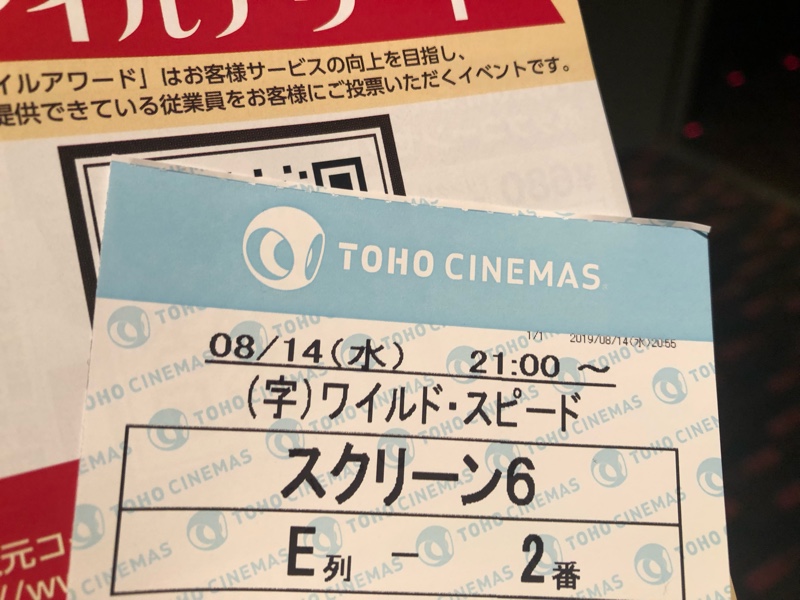 イルアワード
イルアワード」はお客様サービスの向上を目指し、
提供できている従業員をお客様にご投票いただくイベントです。
TOHO CINEMAS
1/1 2019/08/14(水)20:55
08/14(水) 21:00 ～
(字)ワイルド・スピード
スクリーン6
E列 － 2番
元コ